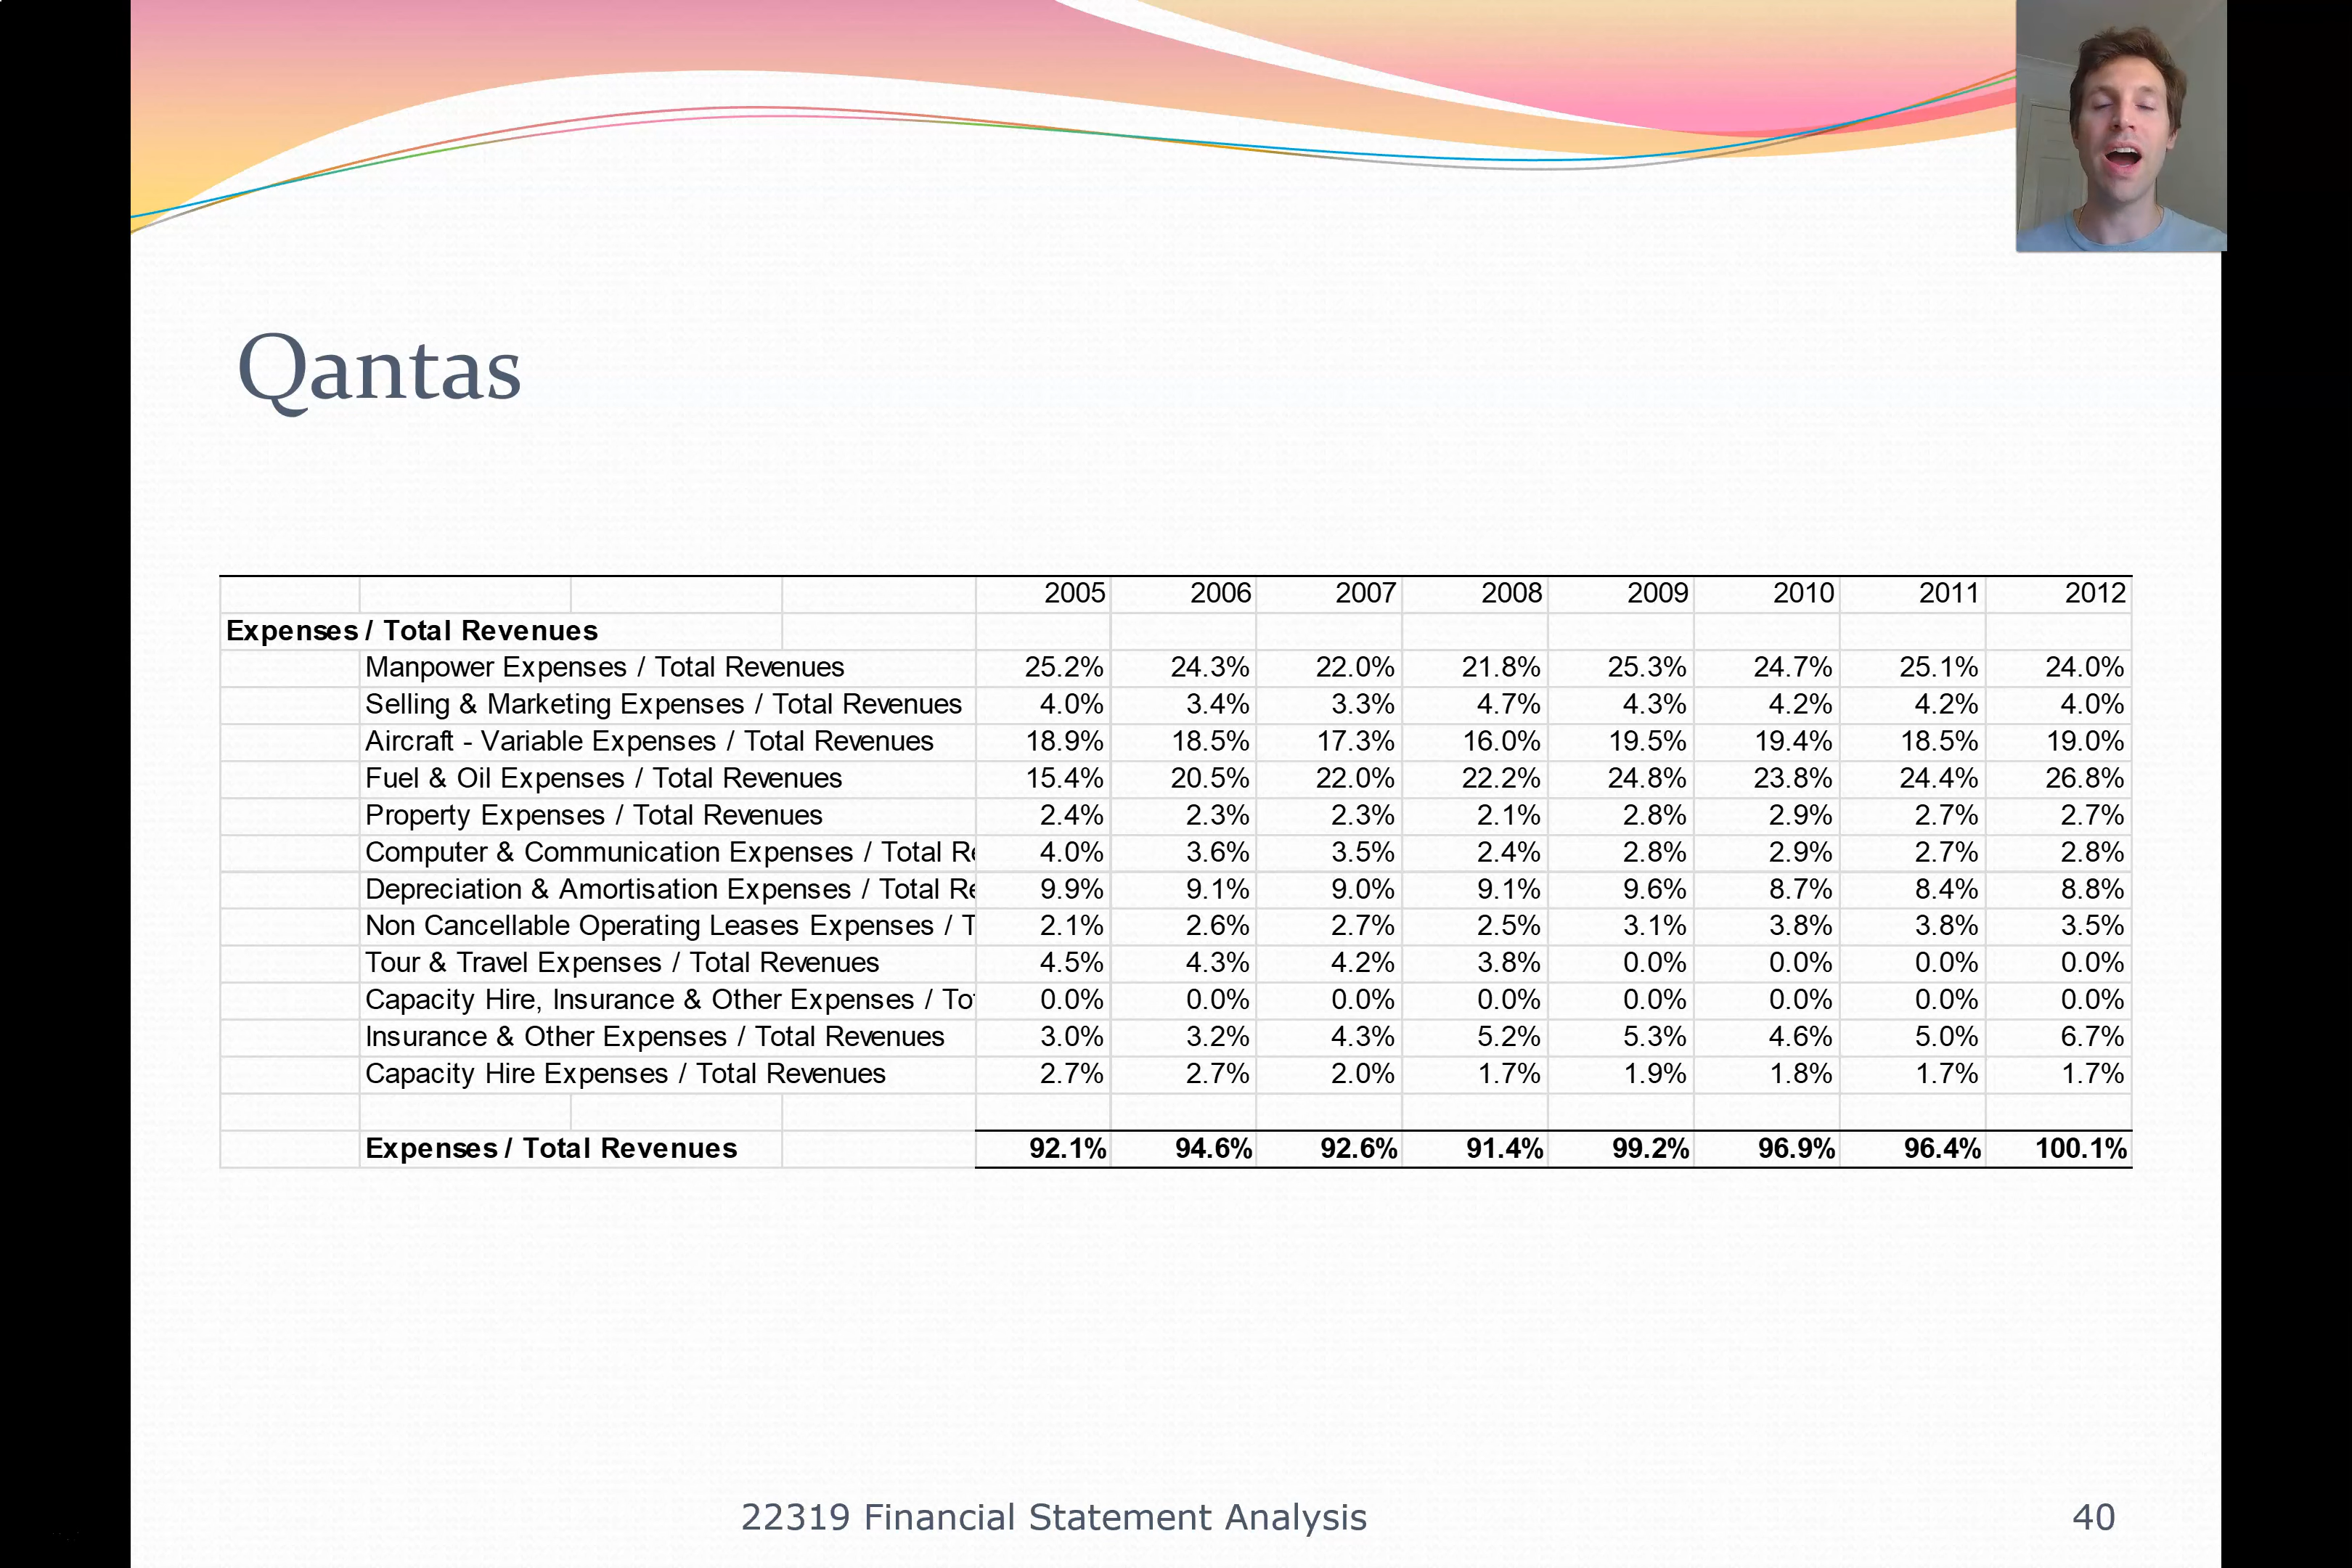 Qantas
2005 2006 2007 2008 2009 2010 2011 2012
Expenses / Total Revenues
Manpower Expenses / Total Revenues 25.2% 24.3% 22.0% 21.8% 25.3% 24.7% 25.1% 24.0%
Selling & Marketing Expenses / Total Revenues 4.0% 3.4% 3.3% 4.7% 4.3% 4.2% 4.2% 4.0%
Aircraft - Variable Expenses / Total Revenues 18.9% 18.5% 17.3% 16.0% 19.5% 19.4% 18.5% 19.0%
Fuel & Oil Expenses / Total Revenues 15.4% 20.5% 22.0% 22.2% 24.8% 23.8% 24.4% 26.8%
Property Expenses / Total Revenues 2.4% 2.3% 2.3% 2.1% 2.8% 2.9% 2.7% 2.7%
Computer & Communication Expenses / Total Re 4.0% 3.6% 3.5% 2.4% 2.8% 2.9% 2.7% 2.8%
Depreciation & Amortisation Expenses / Total Re 9.9% 9.1% 9.0% 9.1% 9.6% 8.7% 8.4% 8.8%
Non Cancellable Operating Leases Expenses / T 2.1% 2.6% 2.7% 2.5% 3.1% 3.8% 3.8% 3.5%
Tour & Travel Expenses / Total Revenues 4.5% 4.3% 4.2% 3.8% 0.0% 0.0% 0.0% 0.0%
Capacity Hire, Insurance & Other Expenses / Tot 0.0% 0.0% 0.0% 0.0% 0.0% 0.0% 0.0% 0.0%
Insurance & Other Expenses / Total Revenues 3.0% 3.2% 4.3% 5.2% 5.3% 4.6% 5.0% 6.7%
Capacity Hire Expenses / Total Revenues 2.7% 2.7% 2.0% 1.7% 1.9% 1.8% 1.7% 1.7%
Expenses / Total Revenues 92.1% 94.6% 92.6% 91.4% 99.2% 96.9% 96.4% 100.1%
22319 Financial Statement Analysis 40